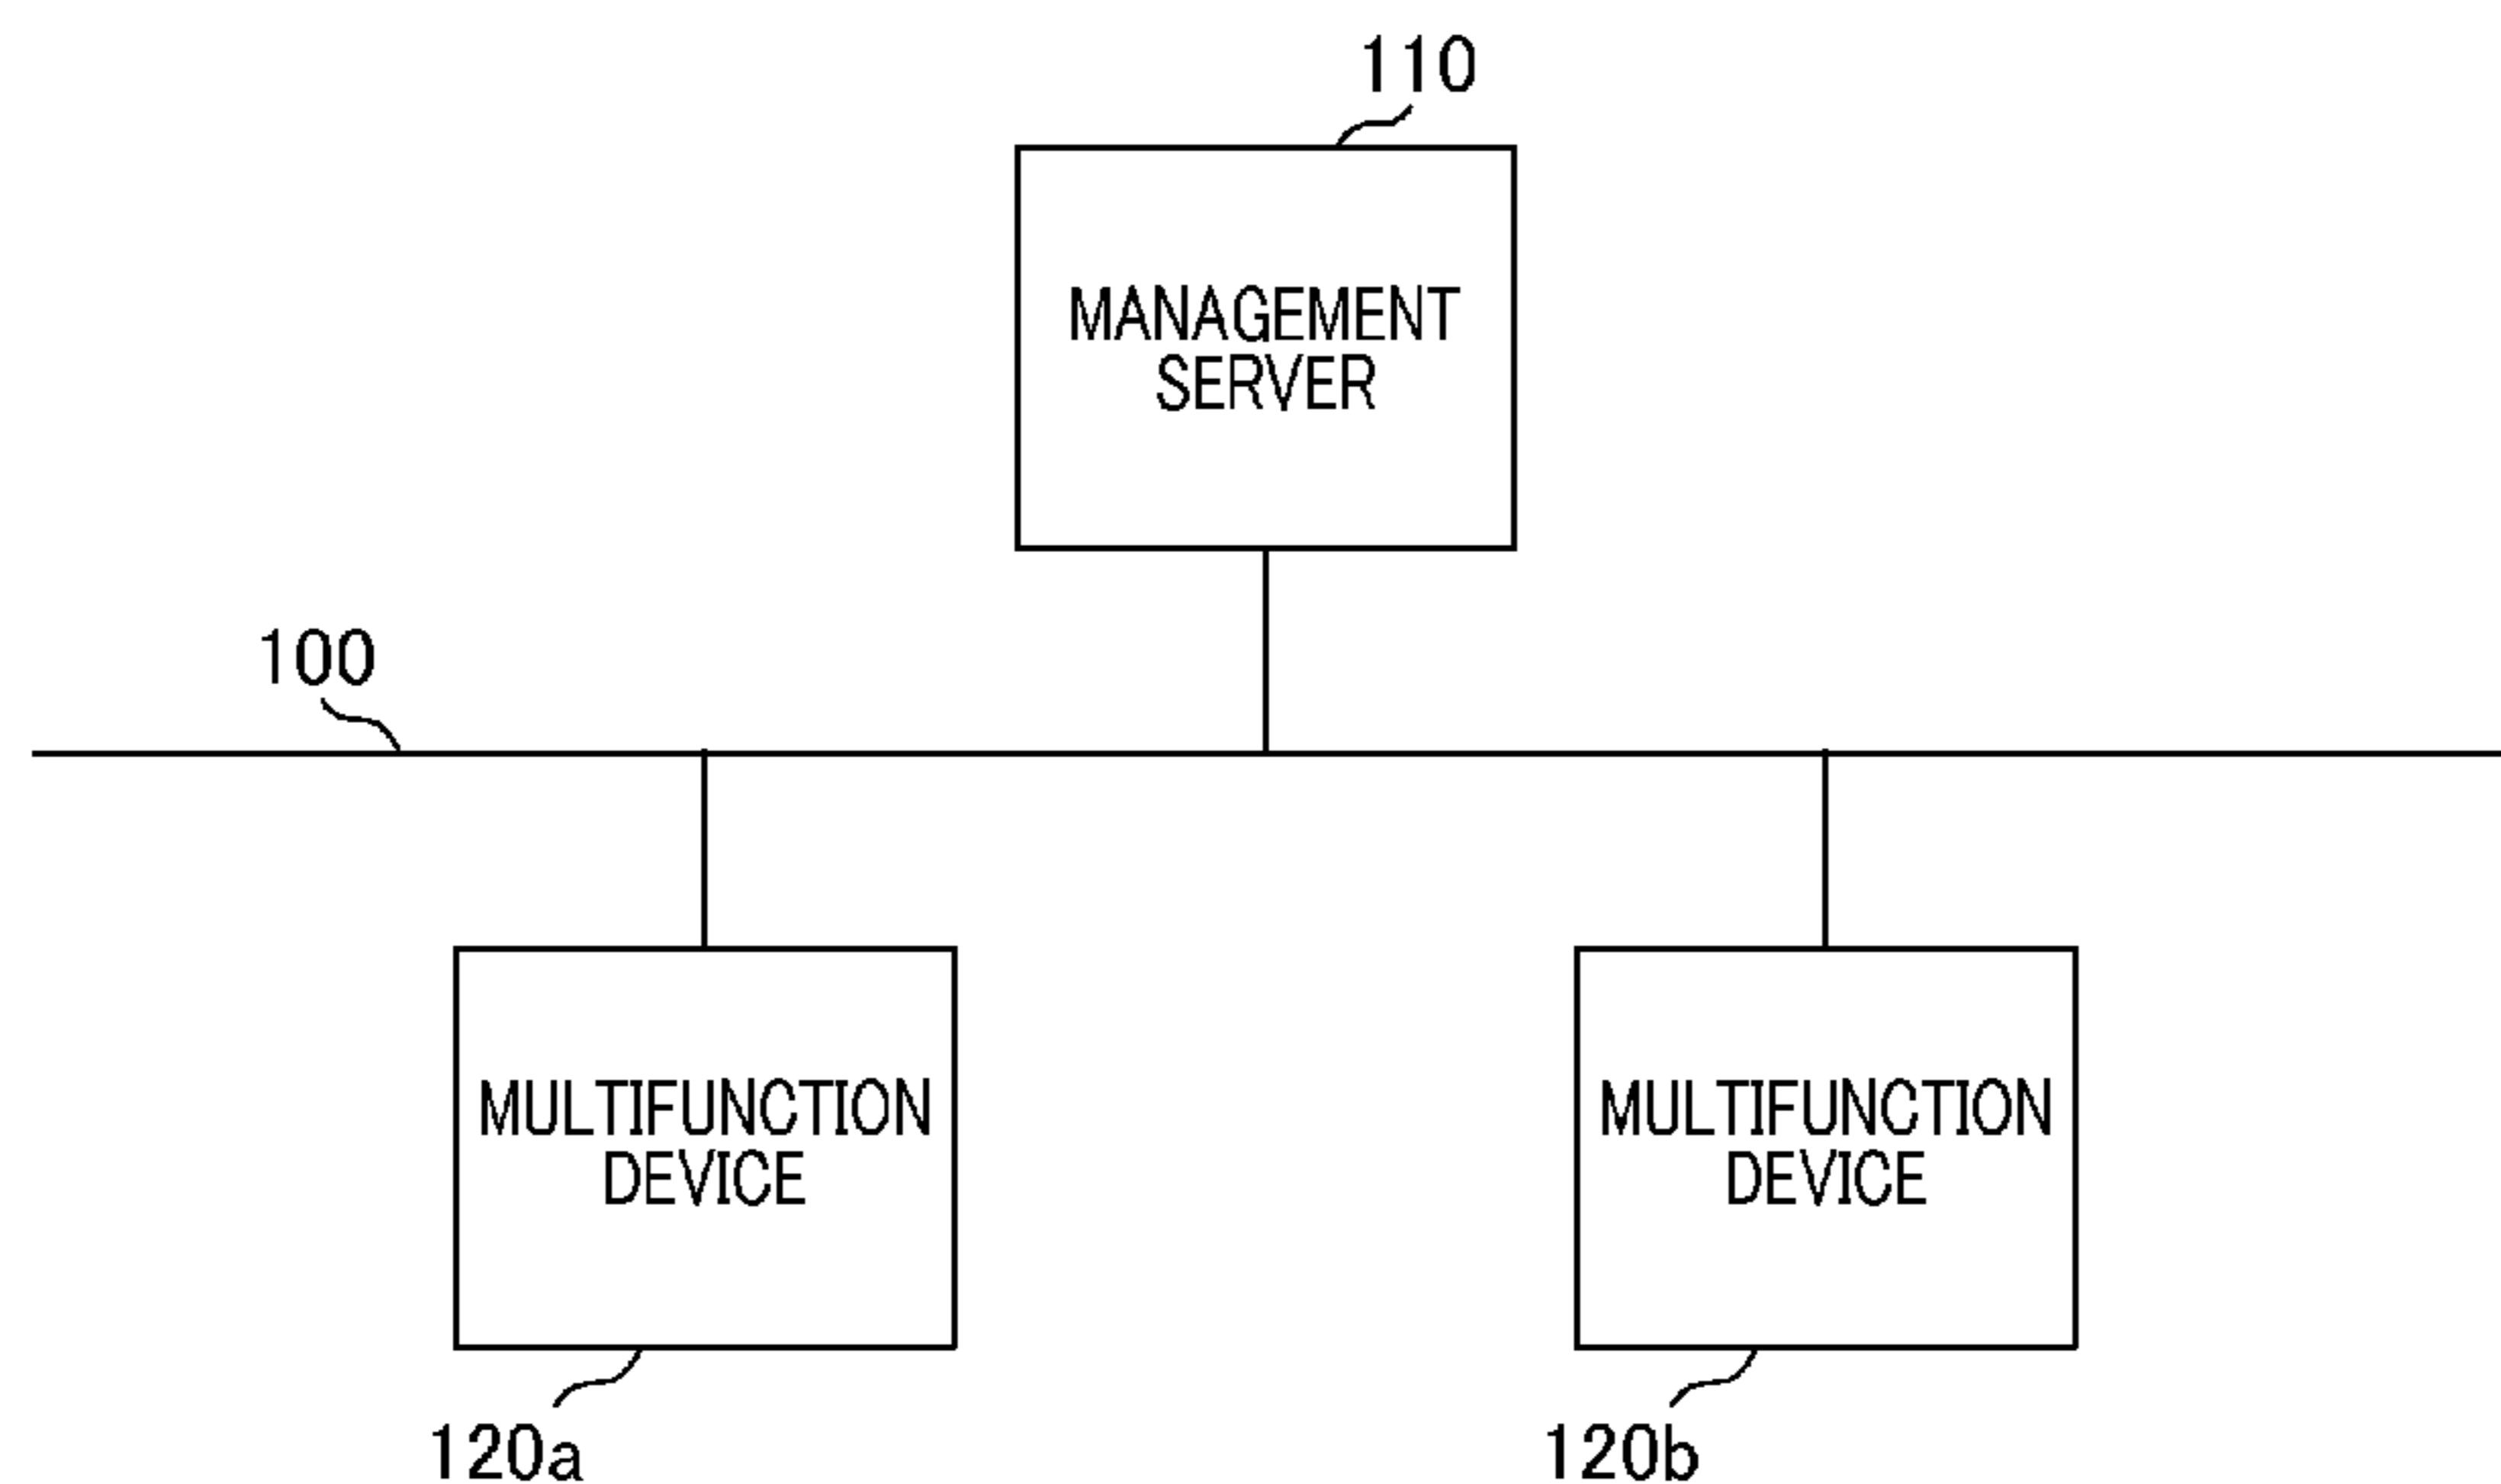 110
MANAGEMENT
SERVER
100
MULTIFUNCTION
DEVICE
120a
MULTIFUNCTION
DEVICE
120b